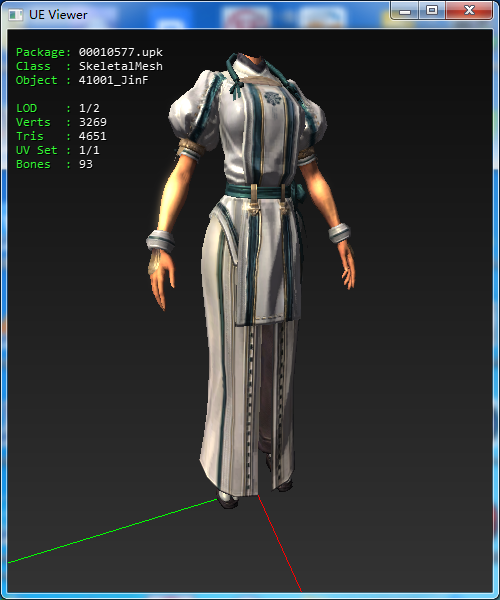 UE Viewer
Package: 00010577.upk
Class : SkeletalMesh
Object : 41001_JinF
LOD : 1/2
Verts : 3269
Tris : 4651
UV Set : 1/1
Bones : 93